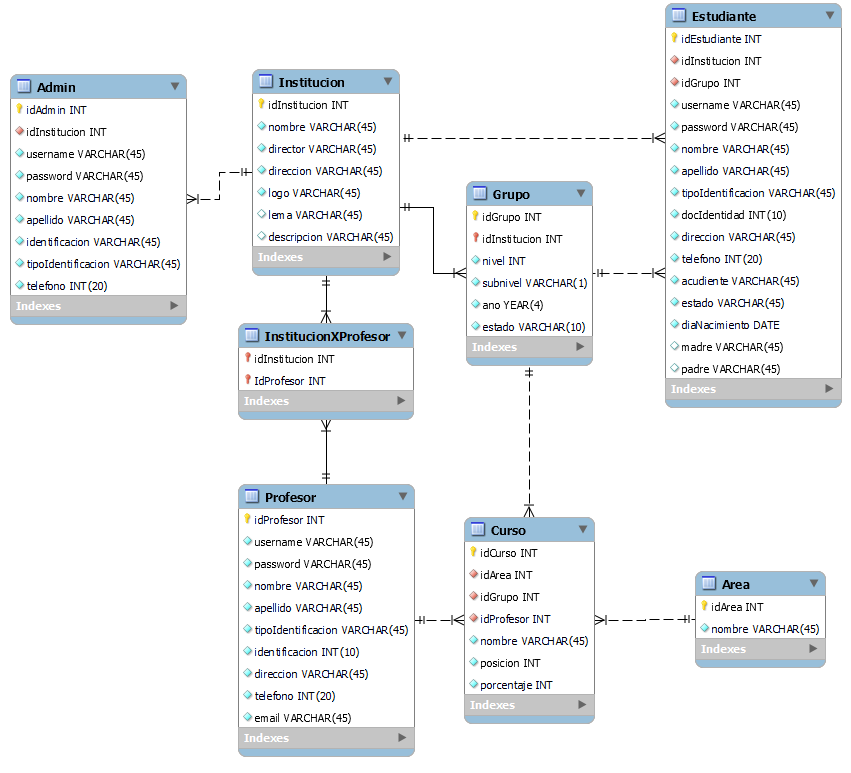 Admin
idAdmin INT
idInstitucion INT
username VARCHAR(45)
password VARCHAR(45)
nombre VARCHAR(45)
apellido VARCHAR(45)
identificacion VARCHAR(45)
tipoIdentificacion VARCHAR(45)
telefono INT(20)
Indexes
Institucion
idInstitucion INT
nombre VARCHAR(45)
director VARCHAR(45)
direccion VARCHAR(45)
logo VARCHAR(45)
lema VARCHAR(45)
descripcion VARCHAR(45)
Indexes
Estudiante
idEstudiante INT
idInstitucion INT
idGrupo INT
username VARCHAR(45)
password VARCHAR(45)
nombre VARCHAR(45)
apellido VARCHAR(45)
tipoIdentificacion VARCHAR(45)
docIdentidad INT(10)
direccion VARCHAR(45)
telefono INT(20)
acudiente VARCHAR(45)
estado VARCHAR(45)
diaNacimiento DATE
madre VARCHAR(45)
padre VARCHAR(45)
Indexes
Grupo
idGrupo INT
idInstitucion INT
nivel INT
subnivel VARCHAR(1)
ano YEAR(4)
estado VARCHAR(10)
Indexes
InstitucionXProfesor
idInstitucion INT
IdProfesor INT
Indexes
Profesor
idProfesor INT
username VARCHAR(45)
password VARCHAR(45)
nombre VARCHAR(45)
apellido VARCHAR(45)
tipoIdentificacion VARCHAR(45)
identificacion INT(10)
direccion VARCHAR(45)
telefono INT(20)
email VARCHAR(45)
Indexes
Curso
idCurso INT
idArea INT
idGrupo INT
idProfesor INT
nombre VARCHAR(45)
posicion INT
porcentaje INT
Indexes
Area
idArea INT
nombre VARCHAR(45)
Indexes